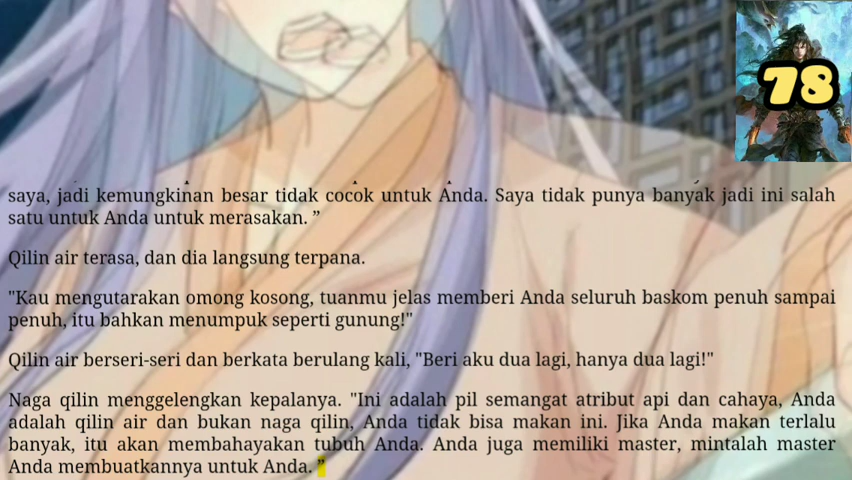 78
saya, jadi kemungkinan besar tidak cocok untuk Anda. Saya tidak punya banyak jadi ini salah
satu untuk Anda untuk merasakan. ”
Qilin air terasa, dan dia langsung terpana.
"Kau mengutarakan omong kosong, tuanmu jelas memberi Anda seluruh baskom penuh sampai
penuh, itu bahkan menumpuk seperti gunung!"
Qilin air berseri-seri dan berkata berulang kali, "Beri aku dua lagi, hanya dua lagi!"
Naga qilin menggelengkan kepalanya. "Ini adalah pil semangat atribut api dan cahaya, Anda
adalah qilin air dan bukan naga qilin, Anda tidak bisa makan ini. Jika Anda makan terlalu
banyak, itu akan membahayakan tubuh Anda. Anda juga memiliki master, mintalah master
Anda membuatkannya untuk Anda. ”